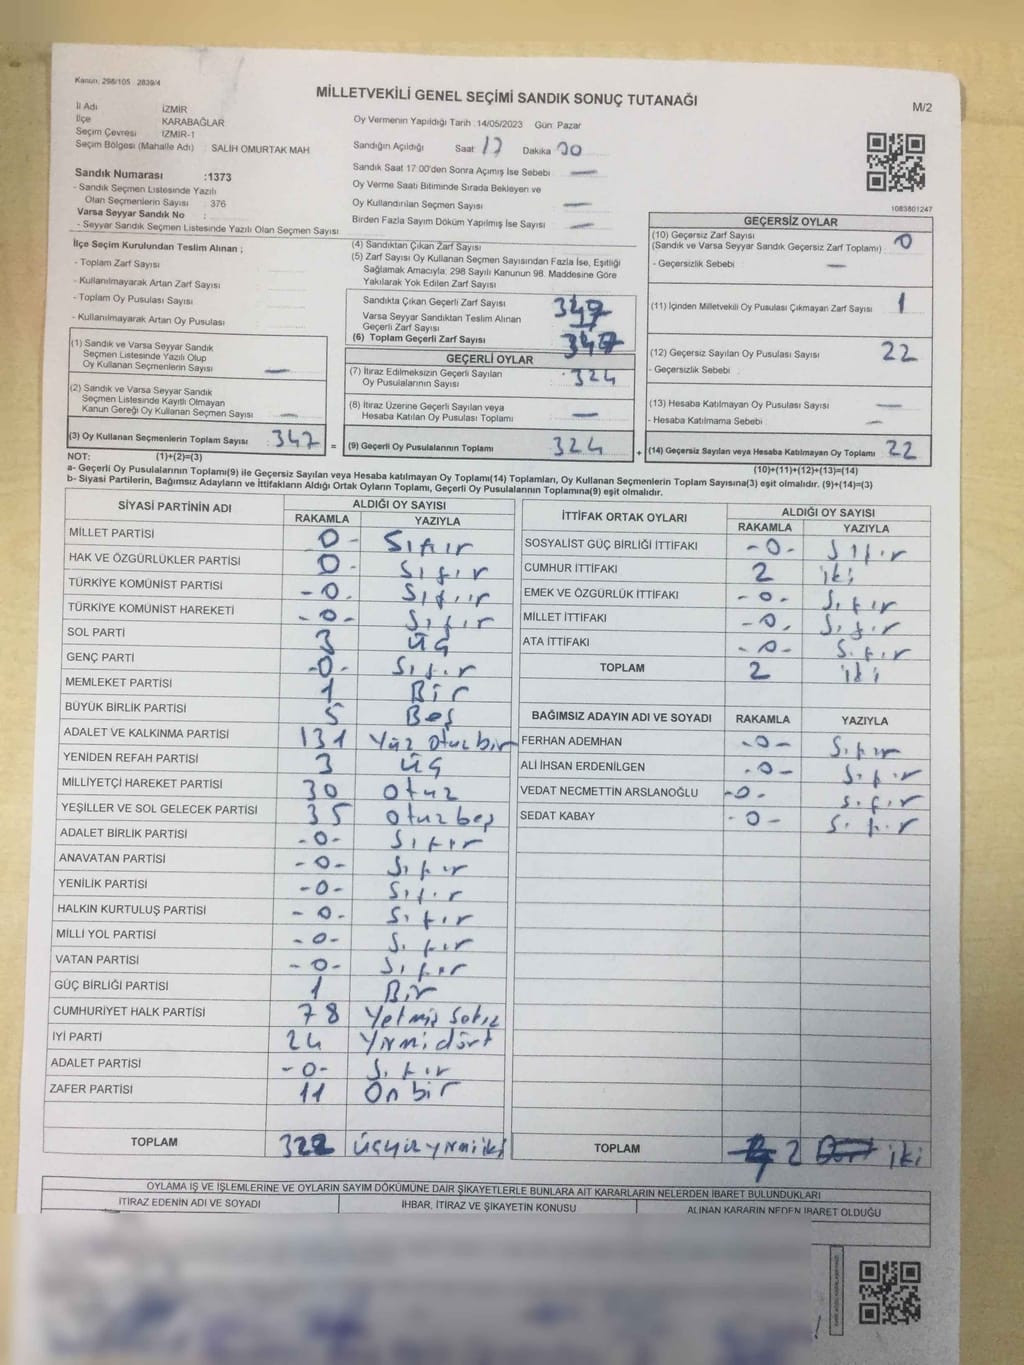 Kanun: 298/105 2839/4
MİLLETVEKİLİ GENEL SEÇİMİ SANDIK SONUÇ TUTANAĞI
M/2
İl Adı İZMİR
İlçe KARABAĞLAR
Seçim Çevresi İZMİR-1
Seçim Bölgesi (Mahalle Adı) SALİH OMURTAK MAH
Sandık Numarası :1373
- Sandık Seçmen Listesinde Yazılı
Olan Seçmenlerin Sayısı : 376
Varsa Seyyar Sandık No :
- Seyyar Sandık Seçmen Listesinde Yazılı Olan Seçmen Sayısı :
Oy Vermenin Yapıldığı Tarih :14/05/2023 Gün: Pazar
Sandığın Açıldığı Saat 17 Dakika 00
Sandık Saat 17:00'den Sonra Açılmış İse Sebebi —
Oy Verme Saati Bitiminde Sırada Bekleyen ve
Oy Kullandırılan Seçmen Sayısı —
Birden Fazla Sayım Döküm Yapılmış İse Sayısı —
1083801247
İlçe Seçim Kurulundan Teslim Alınan ;
- Toplam Zarf Sayısı
- Kullanılmayarak Artan Zarf Sayısı
- Toplam Oy Pusulası Sayısı
- Kullanılmayarak Artan Oy Pusulası
(1) Sandık ve Varsa Seyyar Sandık
Seçmen Listesinde Yazılı Olup
Oy Kullanan Seçmenlerin Sayısı —
(2) Sandık ve Varsa Seyyar Sandık
Seçmen Listesinde Kayıtlı Olmayan
Kanun Gereği Oy Kullanan Seçmen Sayısı —
(3) Oy Kullanan Seçmenlerin Toplam Sayısı 347 =
(4) Sandıktan Çıkan Zarf Sayısı
(5) Zarf Sayısı Oy Kullanan Seçmen Sayısından Fazla İse, Eşitliği
Sağlamak Amacıyla, 298 Sayılı Kanunun 98. Maddesine Göre
Yakılarak Yok Edilen Zarf Sayısı
Sandıkta Çıkan Geçerli Zarf Sayısı 347
Varsa Seyyar Sandıktan Teslim Alınan
Geçerli Zarf Sayısı
(6) Toplam Geçerli Zarf Sayısı 347
GEÇERLİ OYLAR
(7) İtiraz Edilmeksizin Geçerli Sayılan
Oy Pusulalarının Sayısı 324
(8) İtiraz Üzerine Geçerli Sayılan veya
Hesaba Katılan Oy Pusulası Toplamı —
(9) Geçerli Oy Pusulalarının Toplamı 324 +
GEÇERSİZ OYLAR
(10) Geçersiz Zarf Sayısı
(Sandık ve Varsa Seyyar Sandık Geçersiz Zarf Toplamı) 0
- Geçersizlik Sebebi —
(11) İçinden Milletvekili Oy Pusulası Çıkmayan Zarf Sayısı 1
(12) Geçersiz Sayılan Oy Pusulası Sayısı 22
- Geçersizlik Sebebi :
(13) Hesaba Katılmayan Oy Pusulası Sayısı —
- Hesaba Katılmama Sebebi —
(14) Geçersiz Sayılan veya Hesaba Katılmayan Oy Toplamı 22
NOT: (1)+(2)=(3)
(10)+(11)+(12)+(13)=(14)
a- Geçerli Oy Pusulalarının Toplamı(9) ile Geçersiz Sayılan veya Hesaba katılmayan Oy Toplamı(14) Toplamları, Oy Kullanan Seçmenlerin Toplam Sayısına(3) eşit olmalıdır. (9)+(14)=(3)
b- Siyasi Partilerin, Bağımsız Adayların ve İttifakların Aldığı Ortak Oyların Toplamı, Geçerli Oy Pusulalarının Toplamına(9) eşit olmalıdır.
SİYASİ PARTİNİN ADI ALDIĞI OY SAYISI
RAKAMLA YAZIYLA
MİLLET PARTİSİ 0 - Sıfır
HAK VE ÖZGÜRLÜKLER PARTİSİ 0 - Sıfır
TÜRKİYE KOMÜNİST PARTİSİ - 0 - Sıfır
TÜRKİYE KOMÜNİST HAREKETİ - 0 - Sıfır
SOL PARTİ 3 üç
GENÇ PARTİ -0- Sıfır
MEMLEKET PARTİSİ 1 Bir
BÜYÜK BİRLİK PARTİSİ 5 Beş
ADALET VE KALKINMA PARTİSİ 131 Yüz otuz bir
YENİDEN REFAH PARTİSİ 3 üç
MİLLİYETÇİ HAREKET PARTİSİ 30 otuz
YEŞİLLER VE SOL GELECEK PARTİSİ 35 otuz beş
ADALET BİRLİK PARTİSİ -0- Sıfır
ANAVATAN PARTİSİ -0- Sıfır
YENİLİK PARTİSİ -0- Sıfır
HALKIN KURTULUŞ PARTİSİ - 0 - Sıfır
MİLLİ YOL PARTİSİ -0- Sıfır
VATAN PARTİSİ -0- Sıfır
GÜÇ BİRLİĞİ PARTİSİ 1 Bir
CUMHURİYET HALK PARTİSİ 78 Yetmiş sekiz
İYİ PARTİ 24 Yirmi dört
ADALET PARTİSİ -0- Sıfır
ZAFER PARTİSİ 11 On bir
TOPLAM 322 üçyüzyirmiiki
İTTİFAK ORTAK OYLARI ALDIĞI OY SAYISI
RAKAMLA YAZIYLA
SOSYALİST GÜÇ BİRLİĞİ İTTİFAKI -0- Sıfır
CUMHUR İTTİFAKI 2 iki
EMEK VE ÖZGÜRLÜK İTTİFAKI -0- Sıfır
MİLLET İTTİFAKI -0- Sıfır
ATA İTTİFAKI -0- Sıfır
TOPLAM 2 iki
BAĞIMSIZ ADAYIN ADI VE SOYADI RAKAMLA YAZIYLA
FERHAN ADEMHAN -0- Sıfır
ALİ İHSAN ERDENİLGEN -0- Sıfır
VEDAT NECMETTİN ARSLANOĞLU -0- Sıfır
SEDAT KABAY -0- Sıfır
TOPLAM 2 iki
OYLAMA İŞ VE İŞLEMLERİNE VE OYLARIN SAYIM DÖKÜMÜNE DAİR ŞİKAYETLERLE BUNLARA AİT KARARLARIN NELERDEN İBARET BULUNDUKLARI
İTİRAZ EDENİN ADI VE SOYADI İHBAR, İTİRAZ VE ŞİKAYETİN KONUSU ALINAN KARARIN NEDEN İBARET OLDUĞU